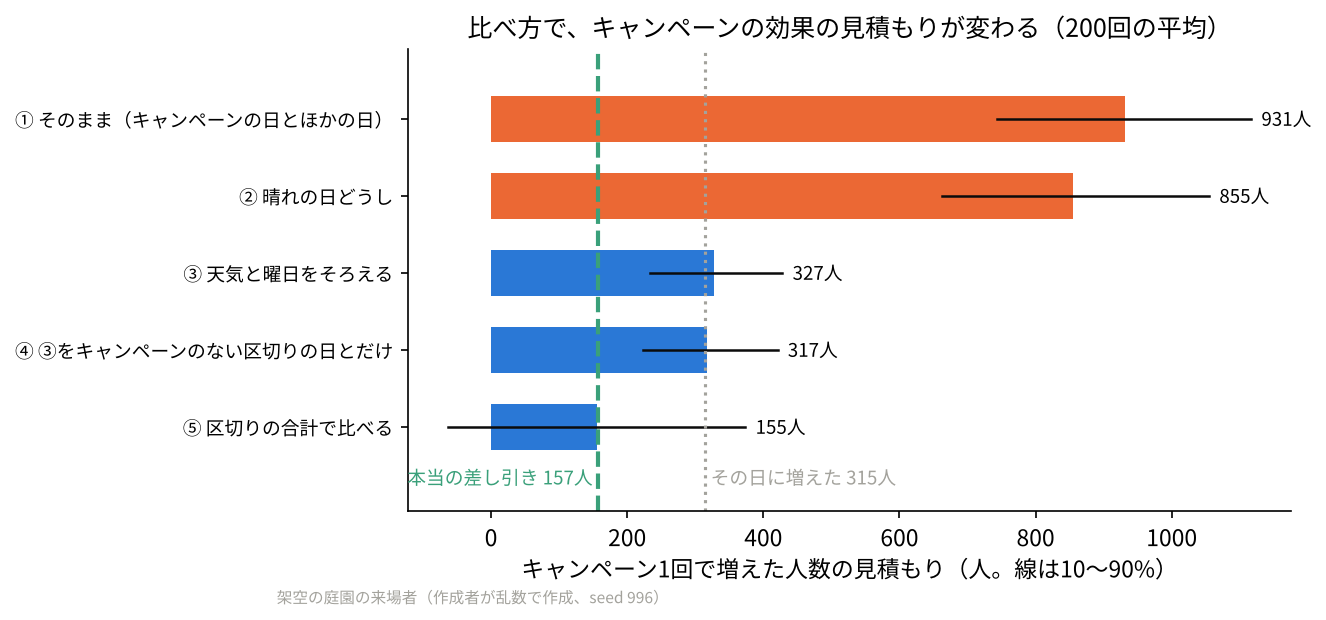 比べ方で、キャンペーンの効果の見積もりが変わる（200回の平均）
① そのまま（キャンペーンの日とほかの日）
931人
② 晴れの日どうし
855人
③ 天気と曜日をそろえる
327人
④ ③をキャンペーンのない区切りの日とだけ
317人
⑤ 区切りの合計で比べる
155人
本当の差し引き 157人
その日に増えた 315人
0 200 400 600 800 1000
キャンペーン1回で増えた人数の見積もり（人。線は10〜90%）
架空の庭園の来場者（作成者が乱数で作成、seed 996）